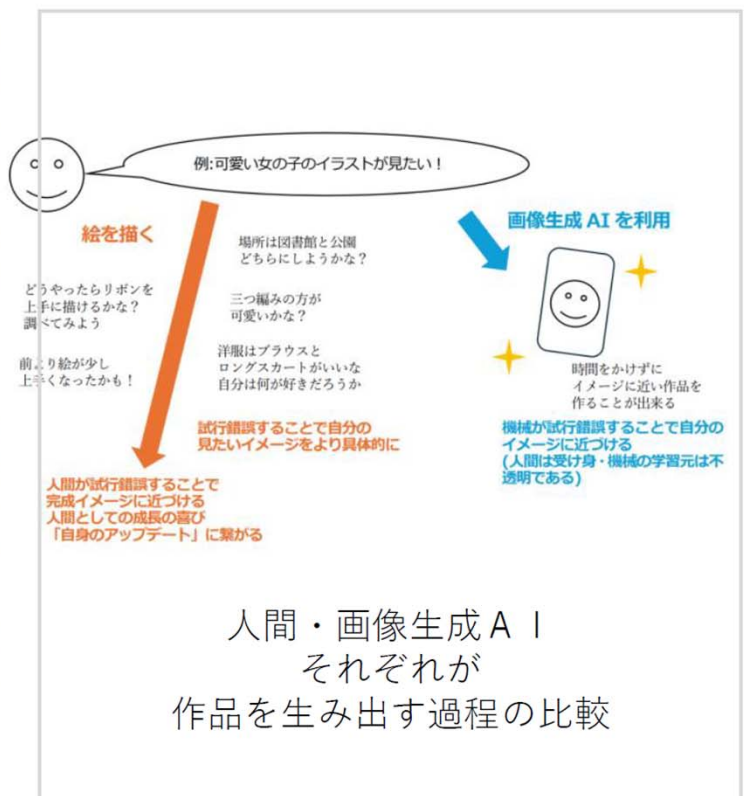 例:可愛い女の子のイラストが見たい！
絵を描く
場所は図書館と公園
どちらにしようかな？
どうやったらリボンを
上手に描けるかな？
調べてみよう
三つ編みの方が
可愛いかな？
前より絵が少し
上手くなったかも！
洋服はブラウスと
ロングスカートがいいな
自分は何が好きだろうか
試行錯誤することで自分の
見たいイメージをより具体的に
人間が試行錯誤することで
完成イメージに近づける
人間としての成長の喜び
「自身のアップデート」に繋がる
画像生成 AI を利用
時間をかけずに
イメージに近い作品を
作ることが出来る
機械が試行錯誤することで自分の
イメージに近づける
(人間は受け身・機械の学習元は不
透明である)
人間・画像生成ＡＩ
それぞれが
作品を生み出す過程の比較